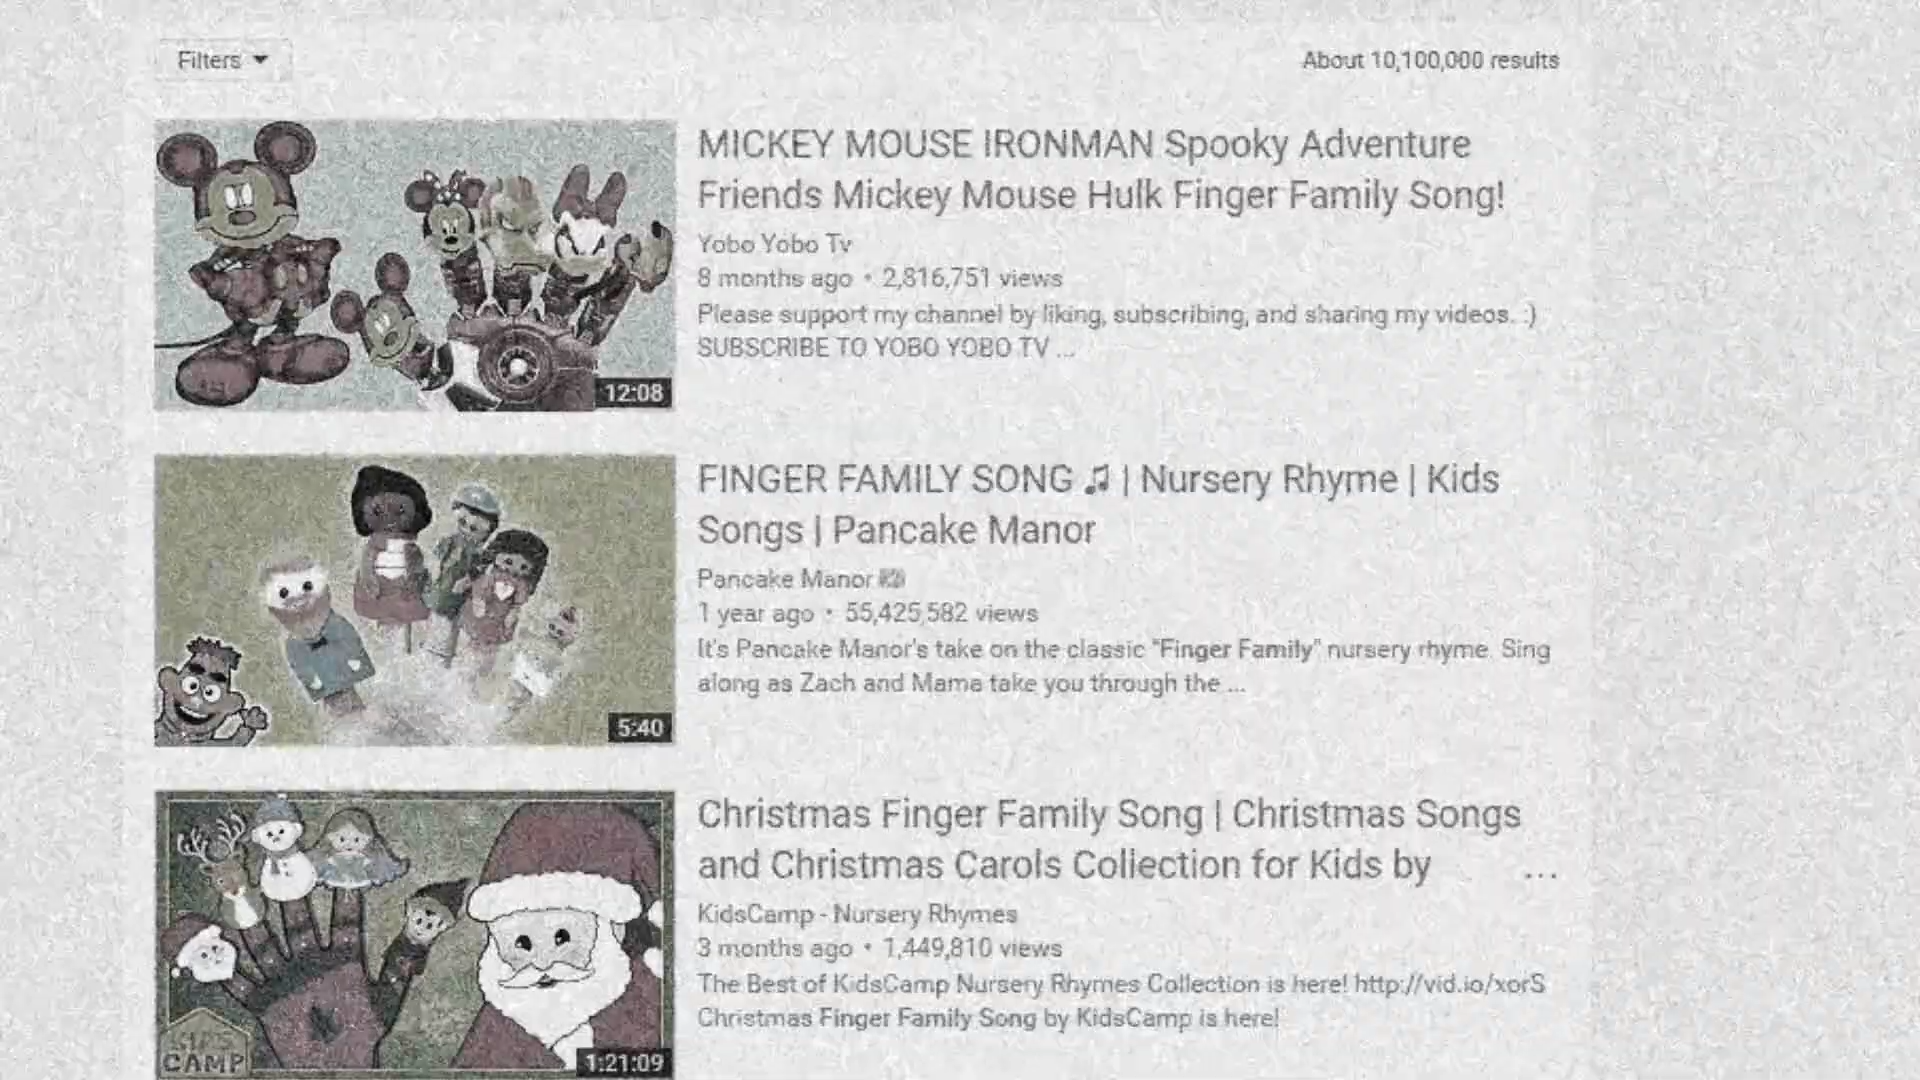 Filters
About 10,100,000 results
MICKEY MOUSE IRONMAN Spooky Adventure
Friends Mickey Mouse Hulk Finger Family Song!
Yobo Yobo Tv
8 months ago • 2,816,751 views
Please support my channel by liking, subscribing, and sharing my videos. :)
SUBSCRIBE TO YOBO YOBO TV ...
12:08
FINGER FAMILY SONG ♫ | Nursery Rhyme | Kids
Songs | Pancake Manor
Pancake Manor
1 year ago • 55,425,582 views
It's Pancake Manor's take on the classic "Finger Family" nursery rhyme. Sing
along as Zach and Mama take you through the ...
5:40
Christmas Finger Family Song | Christmas Songs
and Christmas Carols Collection for Kids by ...
KidsCamp - Nursery Rhymes
3 months ago • 1,449,810 views
The Best of KidsCamp Nursery Rhymes Collection is here! http://vid.io/xorS
Christmas Finger Family Song by KidsCamp is here!
CAMP
1:21:09